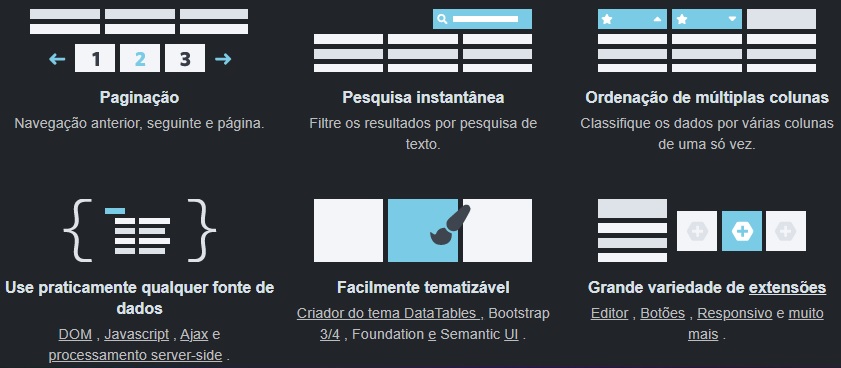 1 2 3
Paginação
Navegação anterior, seguinte e página.
Pesquisa instantânea
Filtre os resultados por pesquisa de
texto.
Ordenação de múltiplas colunas
Classifique os dados por várias colunas
de uma só vez.
Use praticamente qualquer fonte de
dados
DOM , Javascript , Ajax e
processamento server-side .
Facilmente tematizável
Criador do tema DataTables , Bootstrap
3/4 , Foundation e Semantic UI .
Grande variedade de extensões
Editor , Botões , Responsivo e muito
mais .